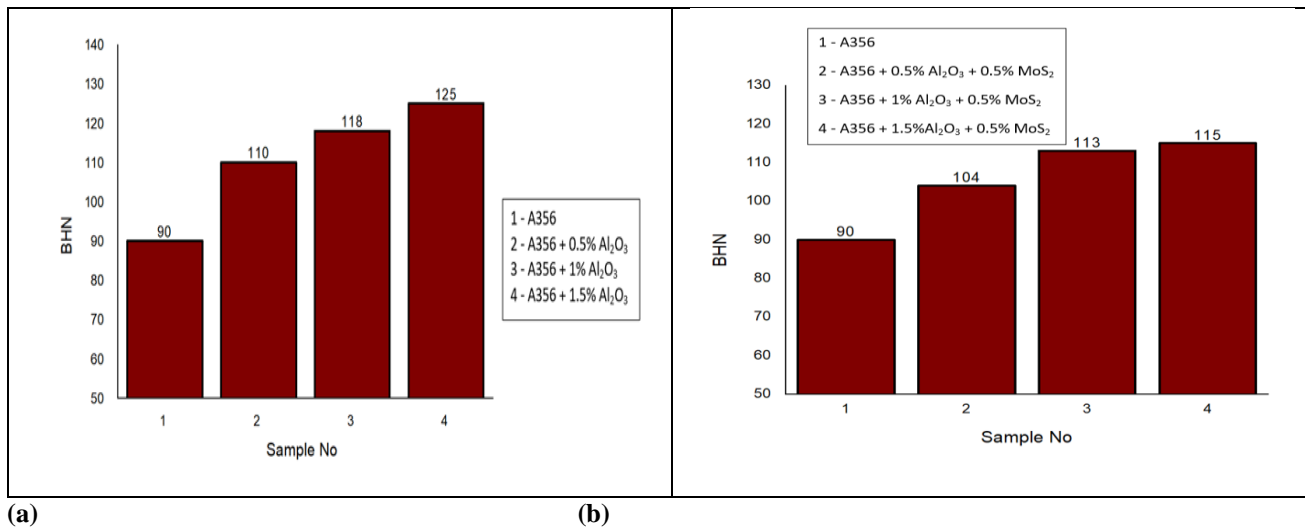 140
130
120
110
100
90
80
70
60
50
BHN
90
110
118
125
1 2 3 4
Sample No
1 - A356
2 - A356 + 0.5% Al₂O₃
3 - A356 + 1% Al₂O₃
4 - A356 + 1.5% Al₂O₃
(a)
1 - A356
2 - A356 + 0.5% Al₂O₃ + 0.5% MoS₂
3 - A356 + 1% Al₂O₃ + 0.5% MoS₂
4 - A356 + 1.5%Al₂O₃ + 0.5% MoS₂
130
120
110
100
90
80
70
60
50
BHN
90
104
113
115
1 2 3 4
Sample No
(b)